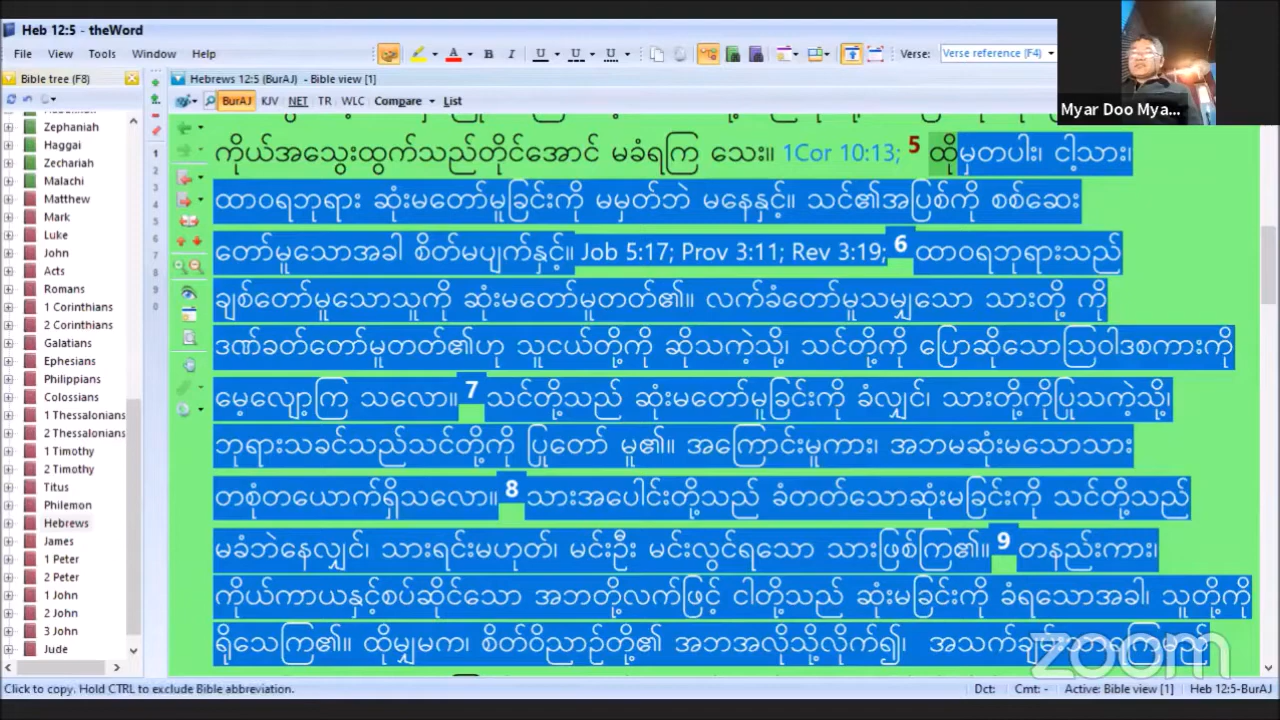 Heb 12:5 - theWord
File View Tools Window Help
B I U U U Verse: Verse reference (F4)
Bible tree (F8)
Hebrews 12:5 (BurAJ) - Bible view [1]
BurAJ KJV NET TR WLC Compare List
Myar Doo Mya...
Zephaniah
Haggai
Zechariah
Malachi
Matthew
Mark
Luke
John
Acts
Romans
1 Corinthians
2 Corinthians
Galatians
Ephesians
Philippians
Colossians
1 Thessalonians
2 Thessalonians
1 Timothy
2 Timothy
Titus
Philemon
Hebrews
James
1 Peter
2 Peter
1 John
2 John
3 John
Jude
1
2
3
4
5
6
7
8
9
0
ကိုယ်အသွေးထွက်သည်တိုင်အောင် မခံရကြ သေး။ 1Cor 10:13; 5 ထိုမှတပါး၊ ငါ့သား၊
ထာဝရဘုရား ဆုံးမတော်မူခြင်းကို မမှတ်ဘဲ မနေနှင့်။ သင်၏အပြစ်ကို စစ်ဆေး
တော်မူသောအခါ စိတ်မပျက်နှင့်။ Job 5:17; Prov 3:11; Rev 3:19; 6 ထာဝရဘုရားသည်
ချစ်တော်မူသောသူကို ဆုံးမတော်မူတတ်၏။ လက်ခံတော်မူသမျှသော သားတို့ ကို
ဒဏ်ခတ်တော်မူတတ်၏ဟု သူငယ်တို့ကို ဆိုသကဲ့သို့၊ သင်တို့ကို ပြောဆိုသောသြဝါဒစကားကို
မေ့လျော့ကြ သလော။ 7 သင်တို့သည် ဆုံးမတော်မူခြင်းကို ခံလျှင်၊ သားတို့ကိုပြုသကဲ့သို့၊
ဘုရားသခင်သည်သင်တို့ကို ပြုတော် မူ၏။ အကြောင်းမူကား၊ အဘမဆုံးမသောသား
တစုံတယောက်ရှိသလော။ 8 သားအပေါင်းတို့သည် ခံတတ်သောဆုံးမခြင်းကို သင်တို့သည်
မခံဘဲနေလျှင်၊ သားရင်းမဟုတ်၊ မင်းဦး မင်းလွင်ရသော သားဖြစ်ကြ၏။ 9 တနည်းကား၊
ကိုယ်ကာယနှင့်စပ်ဆိုင်သော အဘတို့လက်ဖြင့် ငါတို့သည် ဆုံးမခြင်းကို ခံရသောအခါ၊ သူတို့ကို
ရိုသေကြ၏။ ထိုမျှမက၊ စိတ်ဝိညာဉ်တို့၏ အဘအလိုသို့လိုက်၍၊ အသက်ချမ်းသာရကြမည်
zoom
Click to copy. Hold CTRL to exclude Bible abbreviation.
Dct: Cmt: - Active: Bible view [1] Heb 12:5-BurAJ